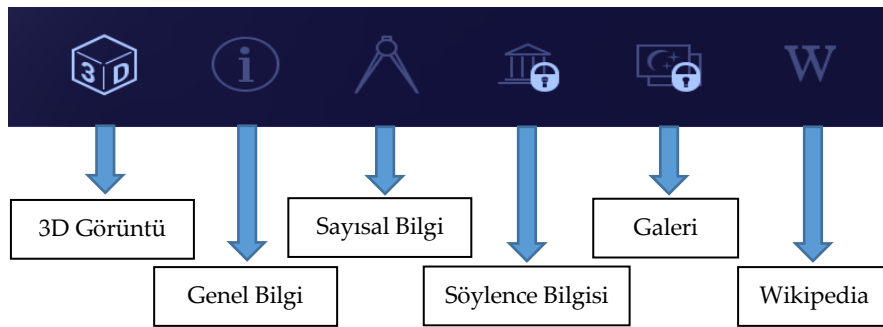 3D
i
W
3D Görüntü
Sayısal Bilgi
Galeri
Genel Bilgi
Söylence Bilgisi
Wikipedia